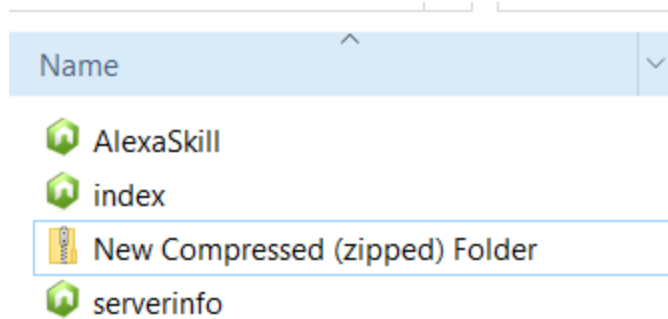 Name
AlexaSkill
index
New Compressed (zipped) Folder
serverinfo